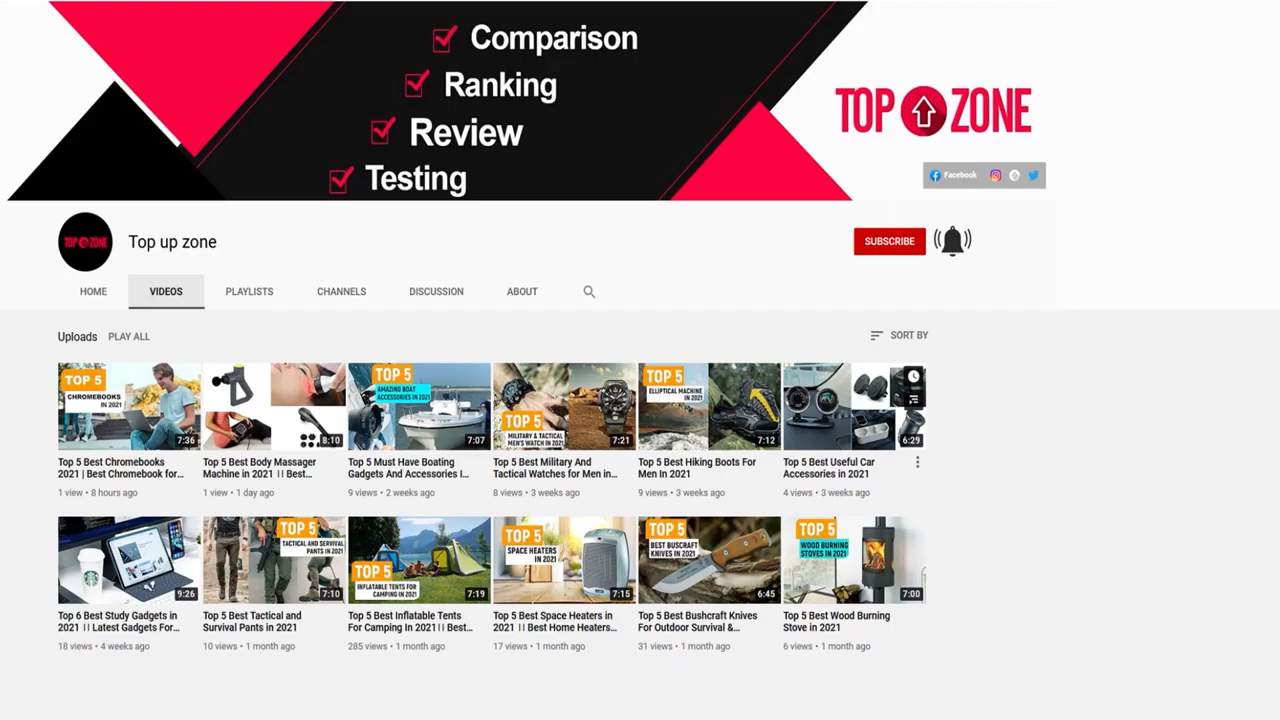 Comparison
Ranking
Review
Testing
TOP ZONE
Facebook
TOP ZONE
Top up zone
SUBSCRIBE
HOME
VIDEOS
PLAYLISTS
CHANNELS
DISCUSSION
ABOUT
Uploads
PLAY ALL
SORT BY
TOP 5
CHROMEBOOKS
IN 2021
7:36
8:10
TOP 5
AMAZING BOAT
ACCESSORIES IN 2021
7:07
TOP 5
MILITARY & TACTICAL
MEN'S WATCH IN 2021
7:21
TOP 5
ELLIPTICAL MACHINE
IN 2021
7:12
6:29
Top 5 Best Chromebooks
2021 | Best Chromebook for...
1 view • 8 hours ago
Top 5 Best Body Massager
Machine in 2021 || Best...
1 view • 1 day ago
Top 5 Must Have Boating
Gadgets And Accessories I...
9 views • 2 weeks ago
Top 5 Best Military And
Tactical Watches for Men in...
8 views • 3 weeks ago
Top 5 Best Hiking Boots For
Men In 2021
9 views • 3 weeks ago
Top 5 Best Useful Car
Accessories in 2021
4 views • 3 weeks ago
9:26
TOP 5
TACTICAL AND SURVIVAL
PANTS IN 2021
7:10
TOP 5
INFLATABLE TENTS FOR
CAMPING IN 2021
7:19
TOP 5
SPACE HEATERS
IN 2021
7:15
TOP 5
BEST BUSCRAFT
KNIVES IN 2021
6:45
TOP 5
WOOD BURNING
STOVES IN 2021
7:00
Top 6 Best Study Gadgets in
2021 || Latest Gadgets For...
18 views • 4 weeks ago
Top 5 Best Tactical and
Survival Pants in 2021
10 views • 1 month ago
Top 5 Best Inflatable Tents
For Camping In 2021|| Best...
285 views • 1 month ago
Top 5 Best Space Heaters in
2021 || Best Home Heaters...
17 views • 1 month ago
Top 5 Best Bushcraft Knives
For Outdoor Survival &...
31 views • 1 month ago
Top 5 Best Wood Burning
Stove in 2021
6 views • 1 month ago